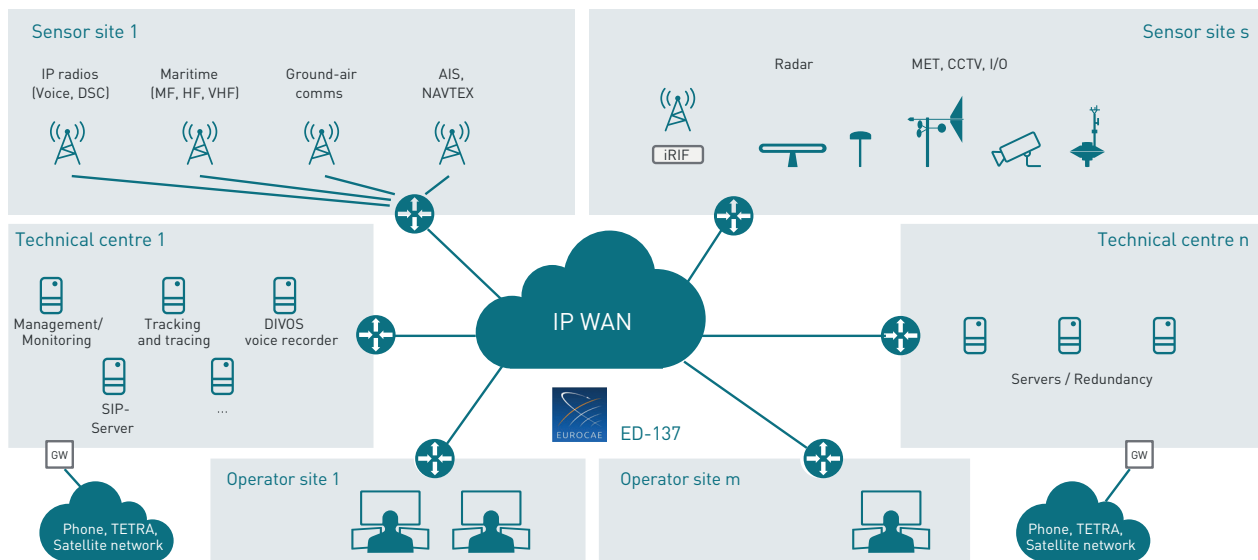 Sensor site 1
IP radios
(Voice, DSC)
Maritime
(MF, HF, VHF)
Ground-air
comms
AIS,
NAVTEX
Sensor site s
Radar
MET, CCTV, I/O
iRIF
Technical centre 1
Management/
Monitoring
Tracking
and tracing
DIVOS
voice recorder
SIP-
Server
...
IP WAN
Technical centre n
Servers / Redundancy
EUROCAE
ED-137
GW
Phone, TETRA,
Satellite network
Operator site 1
Operator site m
GW
Phone, TETRA,
Satellite network